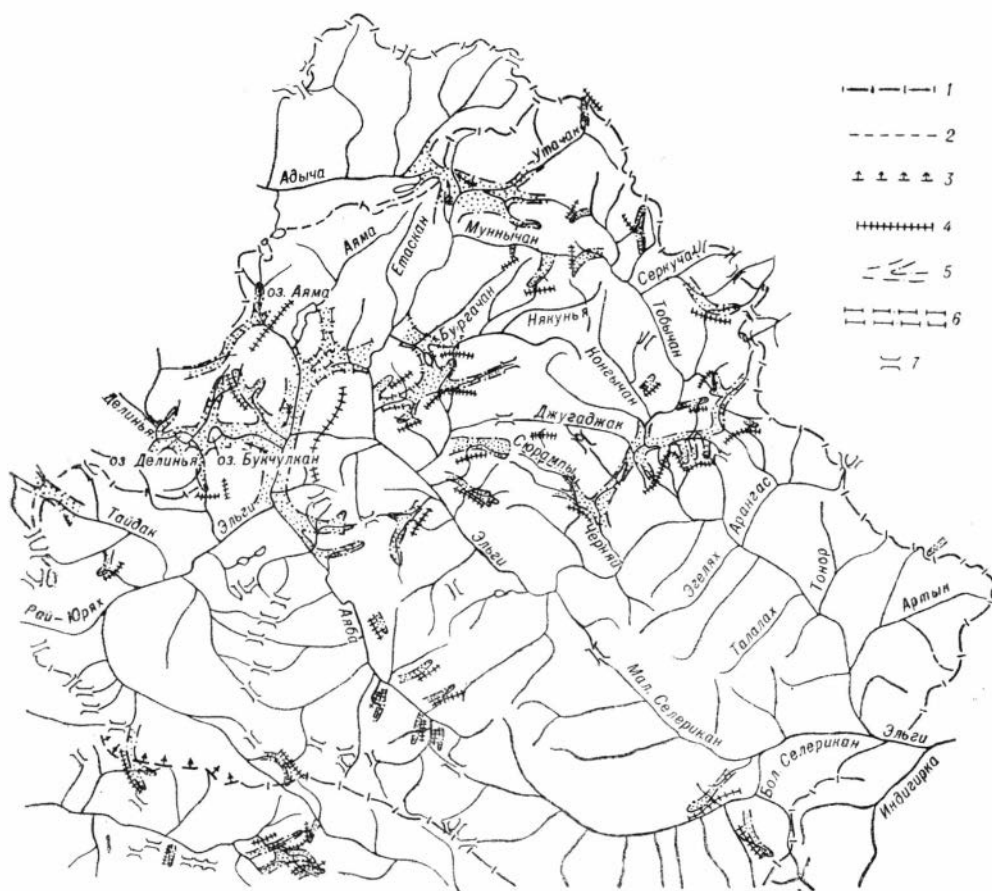 1
2
3
4
5
6
7
Адыча
Утачан
Аяма
Етаскан
Муннычан
Серкучан
оз. Аяма
Бургачан
Някунья
Тобычан
Конгычан
Делинья
Джугаджак
оз. Делинья
оз. Букчулкан
Сюрампы
Тайдак
Эльги
Эльги
Черный
Арангас
Эгелях
Тонор
Рай-Юрях
Аяба
Талалах
Артык
Мал. Селерикан
Бол. Селерикан
Эльги
Индигирка